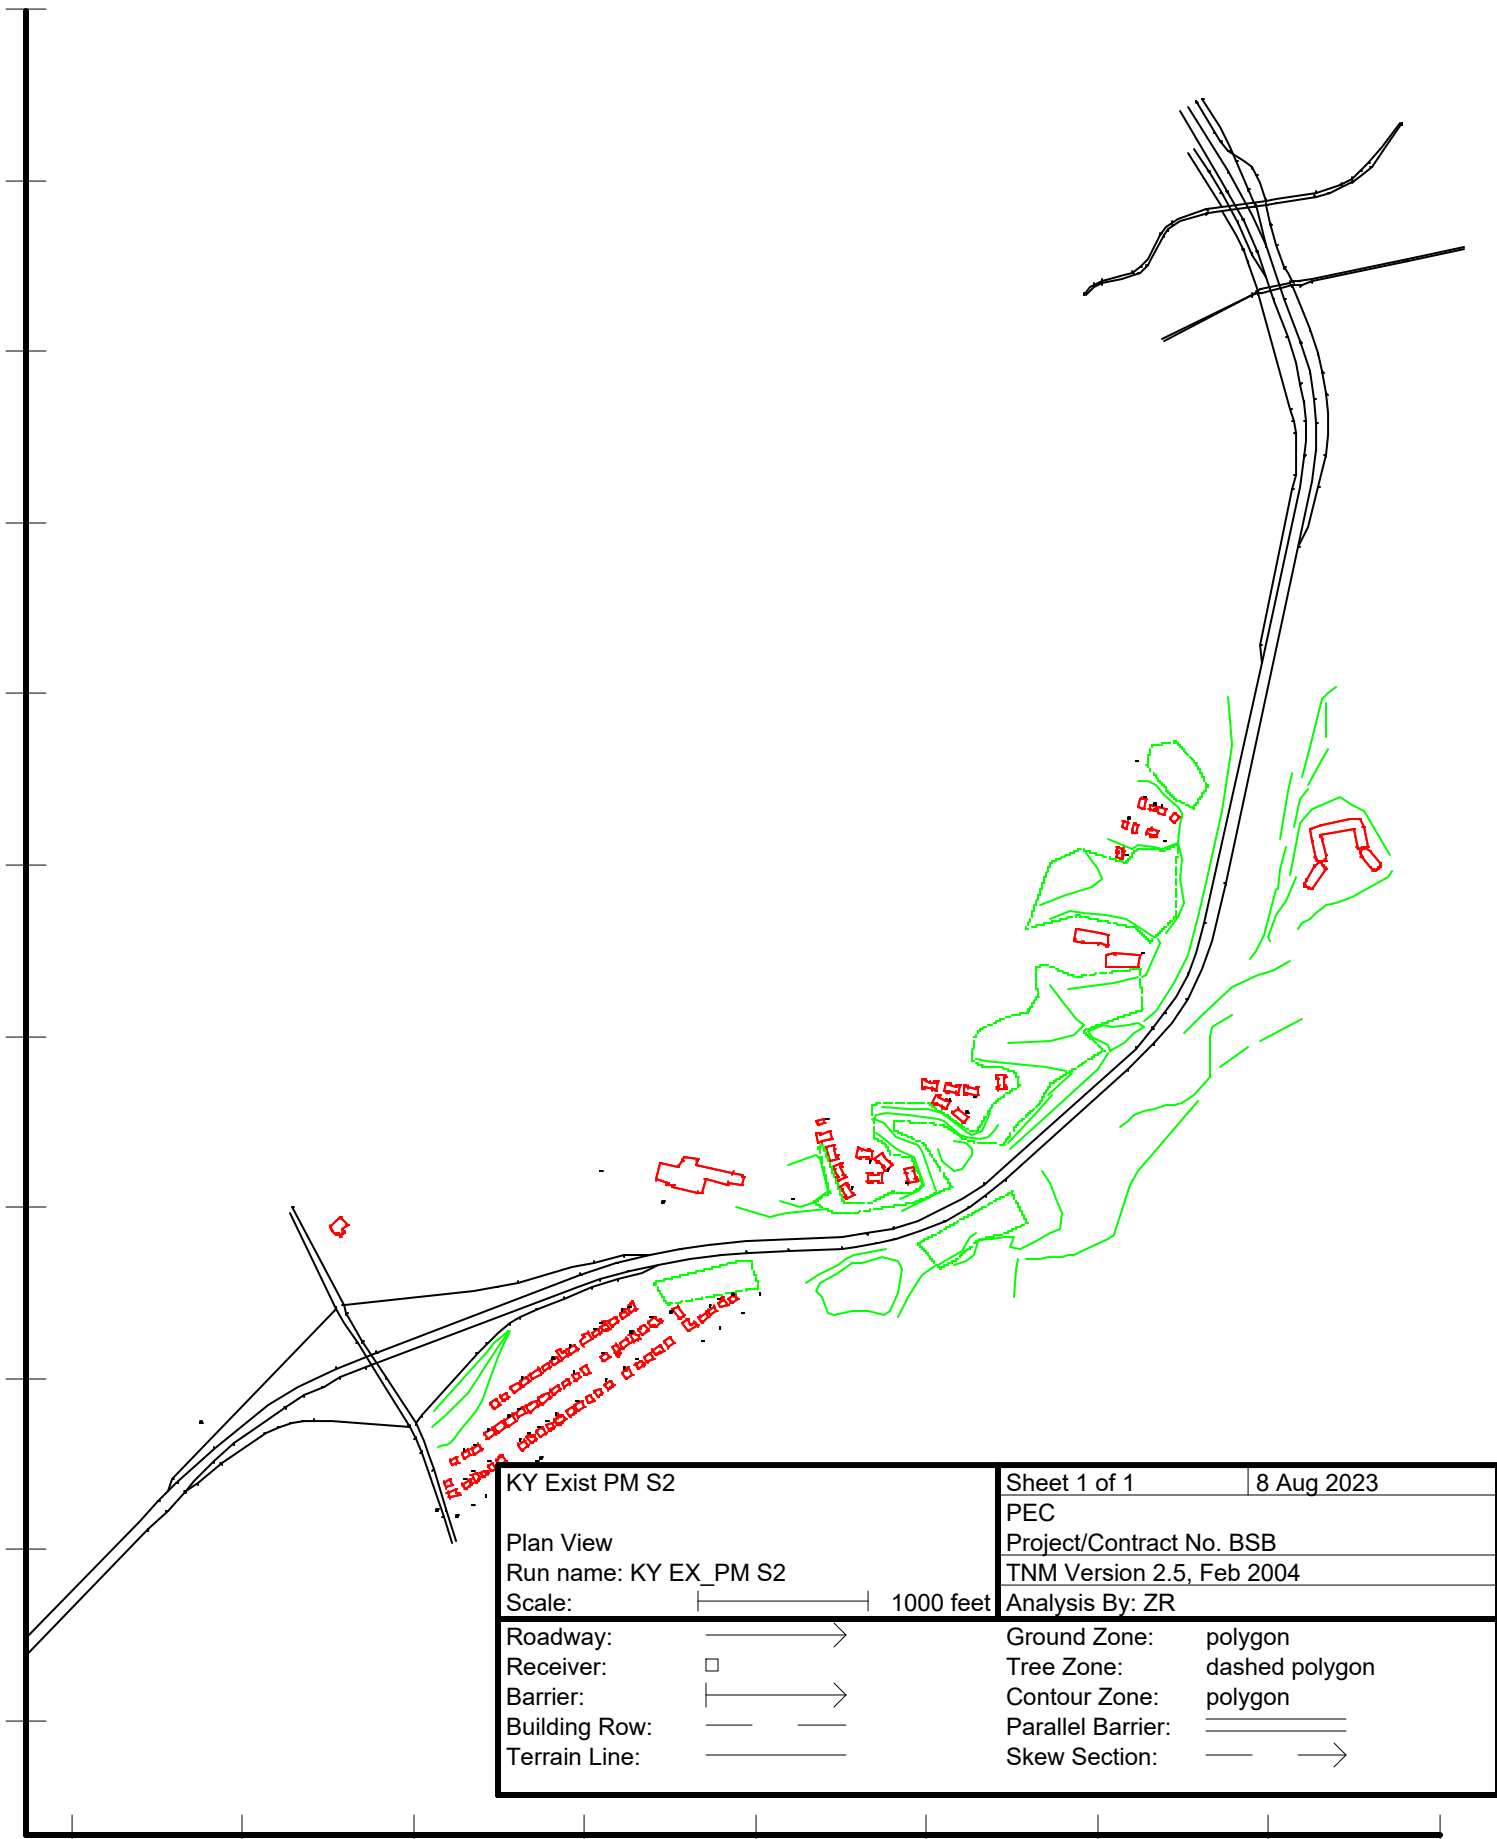 KY Exist PM S2
Plan View
Run name: KY EX_PM S2
Scale: 1000 feet
Sheet 1 of 1 8 Aug 2023
PEC
Project/Contract No. BSB
TNM Version 2.5, Feb 2004
Analysis By: ZR
Roadway:
Receiver:
Barrier:
Building Row:
Terrain Line:
Ground Zone: polygon
Tree Zone: dashed polygon
Contour Zone: polygon
Parallel Barrier:
Skew Section: